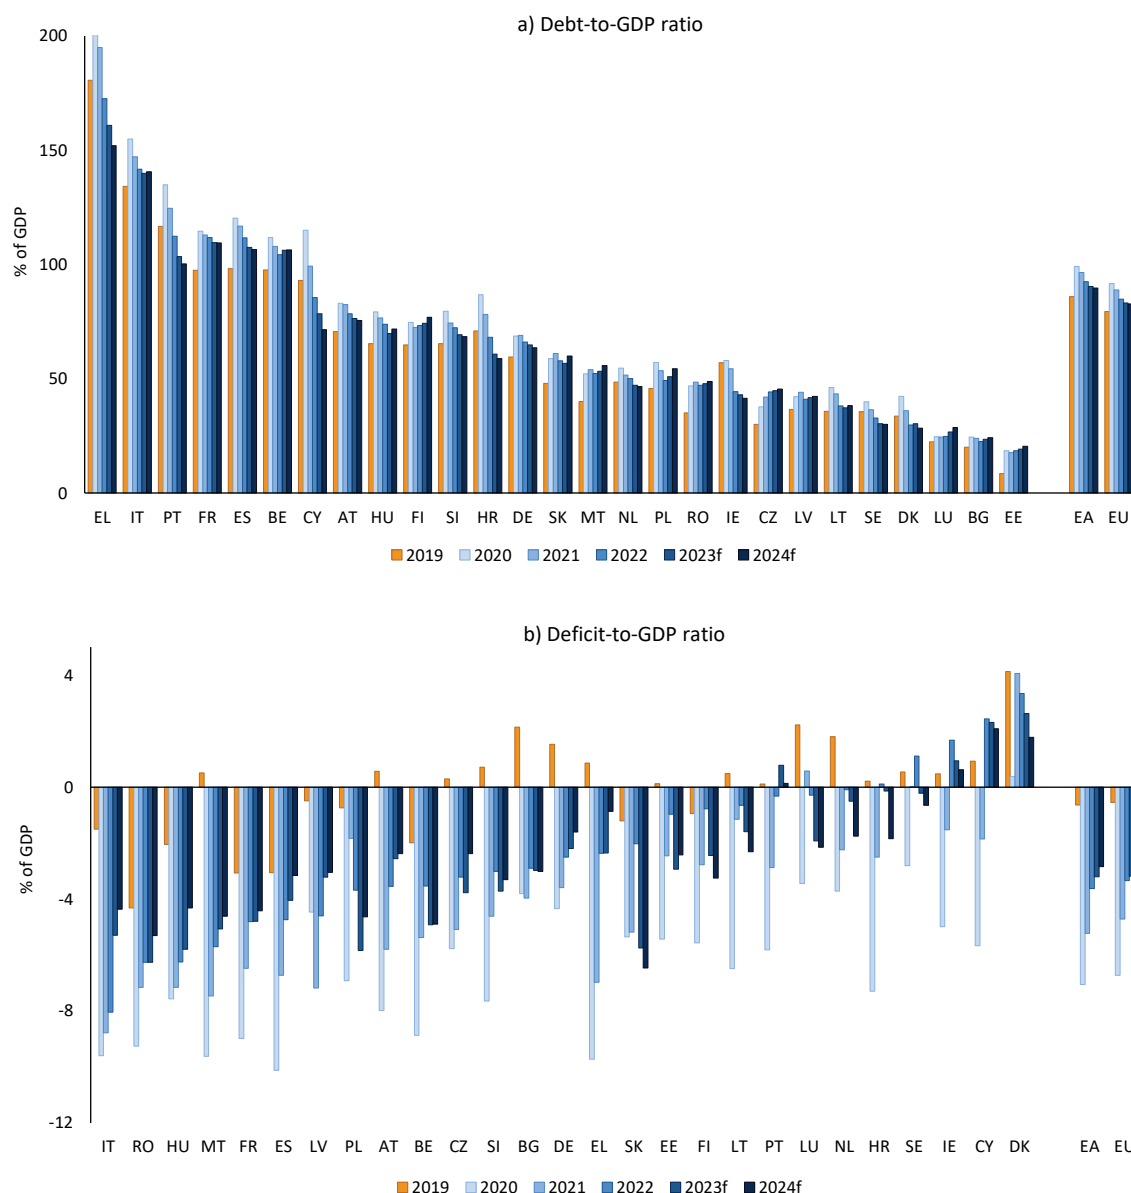 a) Debt-to-GDP ratio
200
150
100
50
0
% of GDP
EL IT PT FR ES BE CY AT HU FI SI HR DE SK MT NL PL RO IE CZ LV LT SE DK LU BG EE EA EU
2019 2020 2021 2022 2023f 2024f
b) Deficit-to-GDP ratio
4
0
-4
-8
-12
% of GDP
IT RO HU MT FR ES LV PL AT BE CZ SI BG DE EL SK EE FI LT PT LU NL HR SE IE CY DK EA EU
2019 2020 2021 2022 2023f 2024f